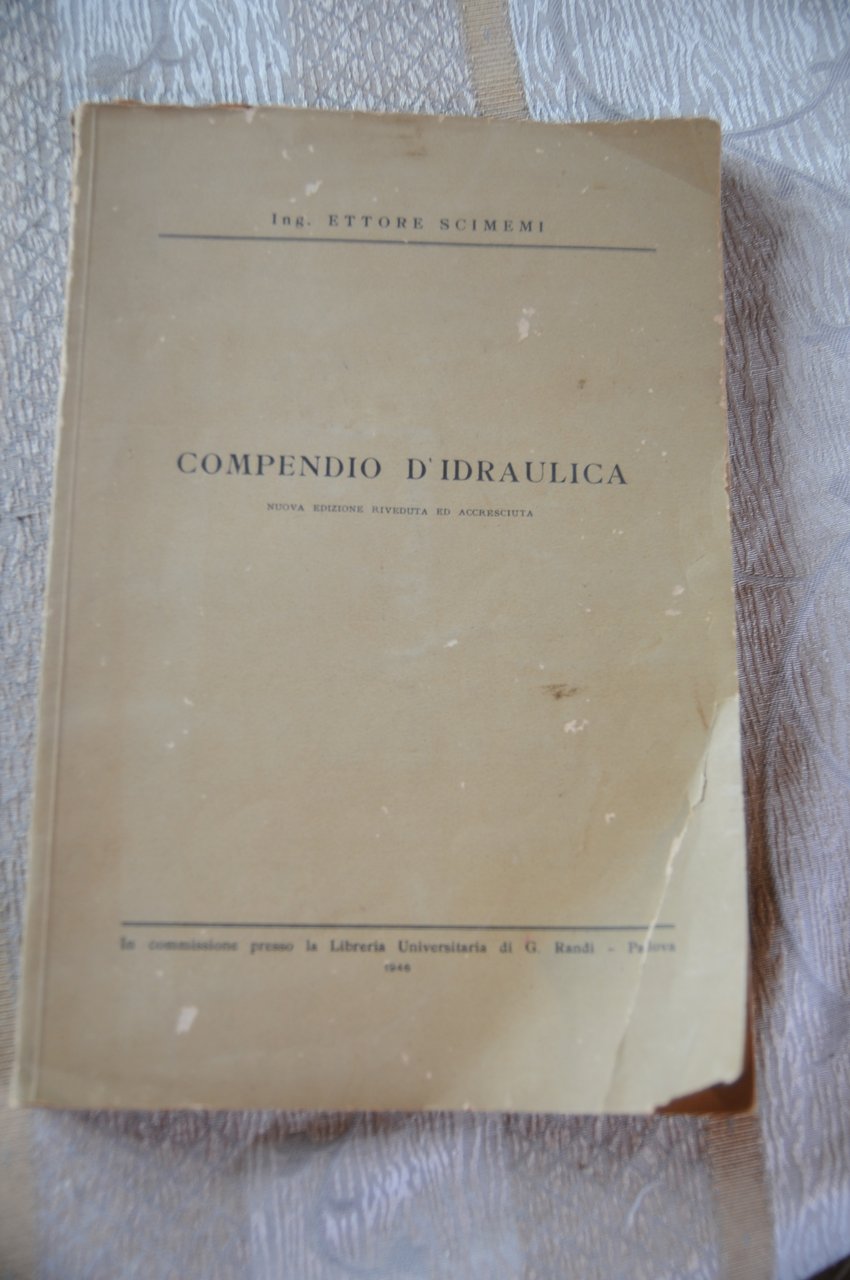 Ing. ETTORE SCIMEMI
COMPENDIO D'IDRAULICA
NUOVA EDIZIONE RIVEDUTA ED ACCRESCIUTA
In commissione presso la Libreria Universitaria di G. Randi - Padova